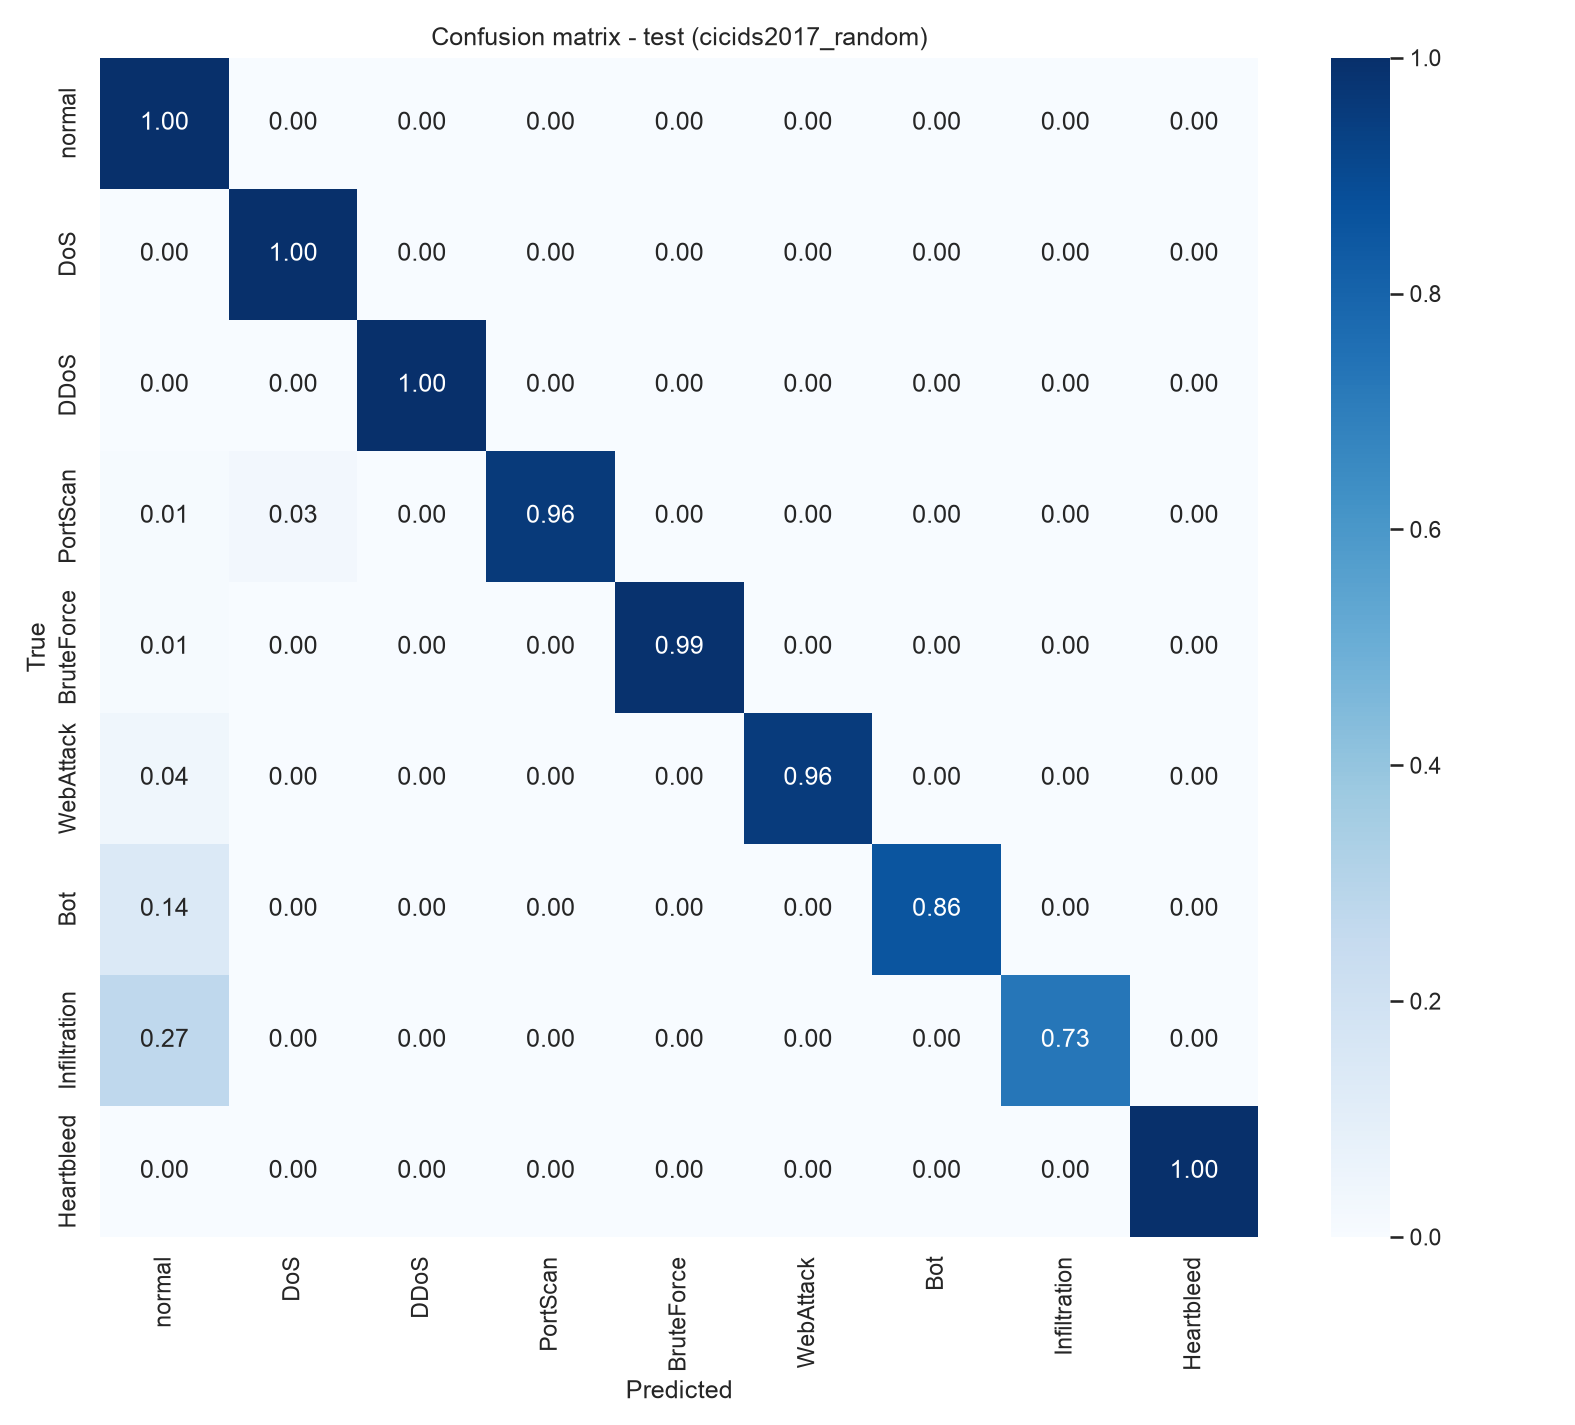 Confusion matrix - test (cicids2017_random)
True
normal 1.00 0.00 0.00 0.00 0.00 0.00 0.00 0.00 0.00
DoS 0.00 1.00 0.00 0.00 0.00 0.00 0.00 0.00 0.00
DDoS 0.00 0.00 1.00 0.00 0.00 0.00 0.00 0.00 0.00
PortScan 0.01 0.03 0.00 0.96 0.00 0.00 0.00 0.00 0.00
BruteForce 0.01 0.00 0.00 0.00 0.99 0.00 0.00 0.00 0.00
WebAttack 0.04 0.00 0.00 0.00 0.00 0.96 0.00 0.00 0.00
Bot 0.14 0.00 0.00 0.00 0.00 0.00 0.86 0.00 0.00
Infiltration 0.27 0.00 0.00 0.00 0.00 0.00 0.00 0.73 0.00
Heartbleed 0.00 0.00 0.00 0.00 0.00 0.00 0.00 0.00 1.00
normal DoS DDoS PortScan BruteForce WebAttack Bot Infiltration Heartbleed
Predicted
1.0
0.8
0.6
0.4
0.2
0.0